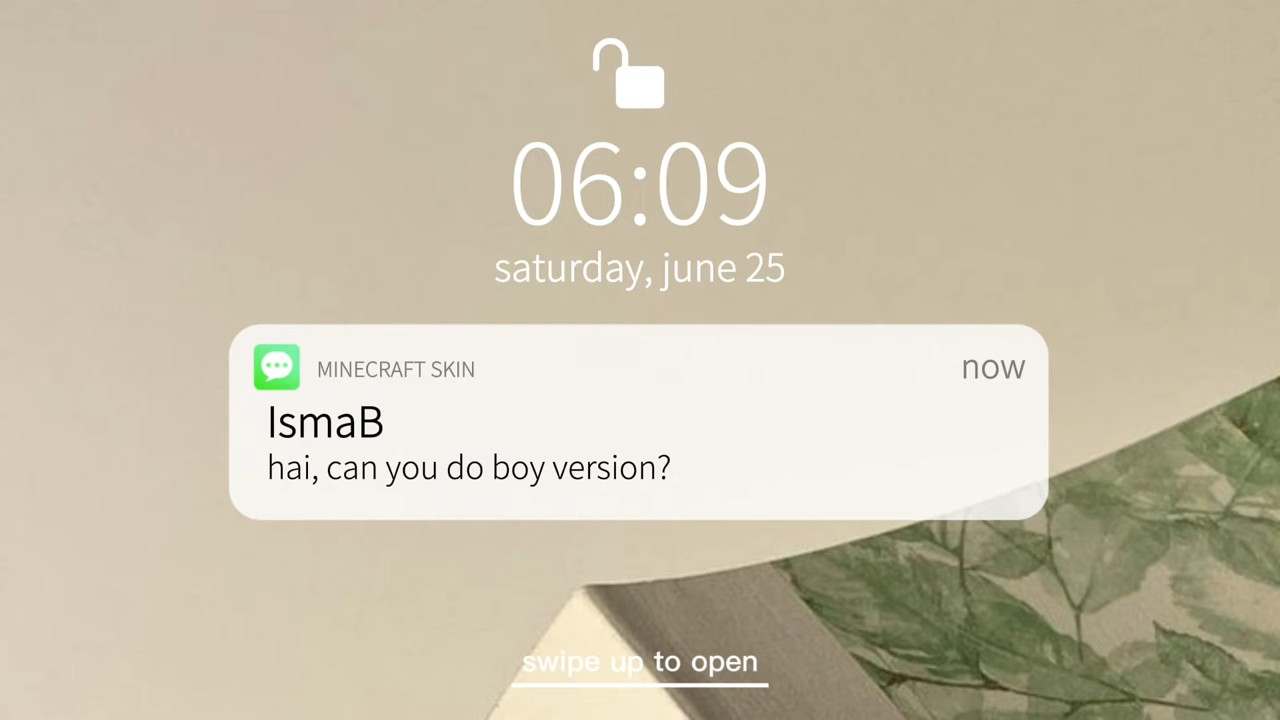 06:09
saturday, june 25
MINECRAFT SKIN
now
IsmaB
hai, can you do boy version?
swipe up to open